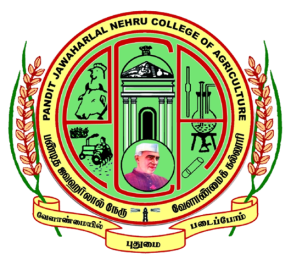 PANDIT JAWAHARLAL NEHRU COLLEGE OF AGRICULTURE
பண்டித ஜவஹர்லால் நேரு வேளாண்மைக் கல்லூரி
வேளாண்மையில் புதுமை படைப்போம்